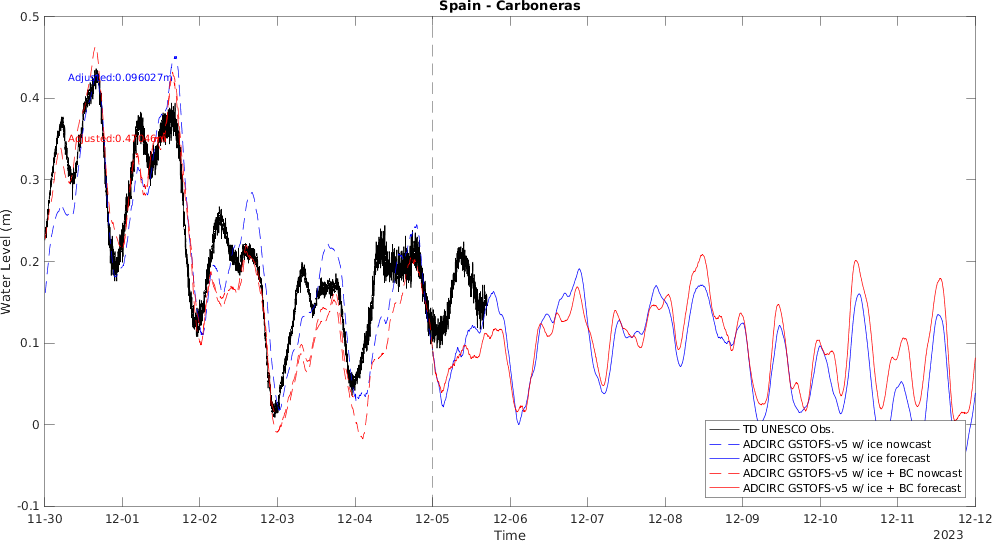 Spain - Carboneras
0.5
0.4
0.3
0.2
0.1
0
-0.1
Water Level (m)
Adjusted:0.096027m
11-30
12-01
12-02
12-03
12-04
12-05
12-06
12-07
12-08
12-09
12-10
12-11
12-12
Time
2023
TD UNESCO Obs.
ADCIRC GSTOFS-v5 w/ ice nowcast
ADCIRC GSTOFS-v5 w/ ice forecast
ADCIRC GSTOFS-v5 w/ ice + BC nowcast
ADCIRC GSTOFS-v5 w/ ice + BC forecast